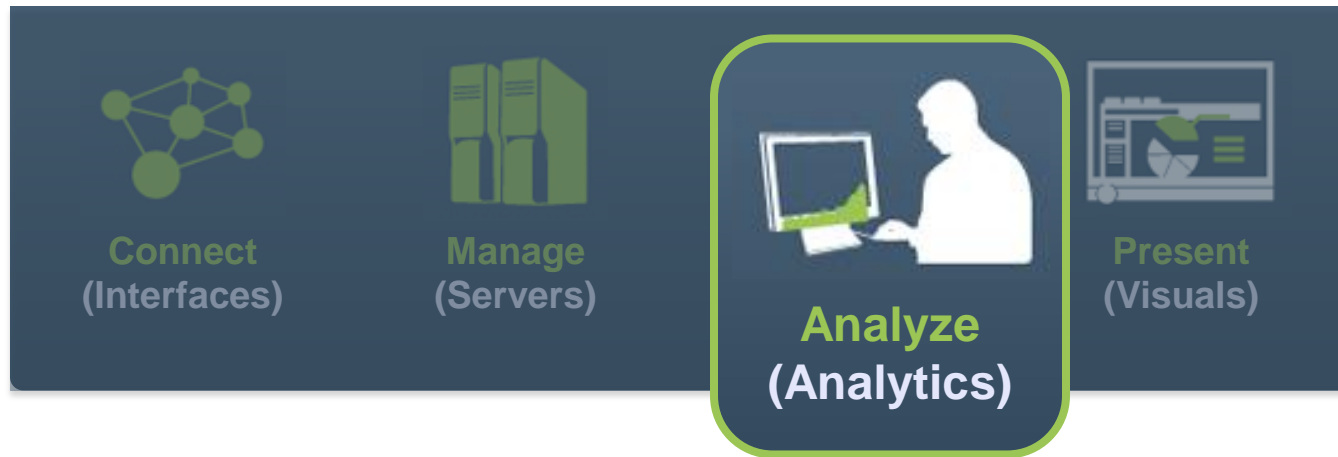 Connect
(Interfaces)
Manage
(Servers)
Analyze
(Analytics)
Present
(Visuals)